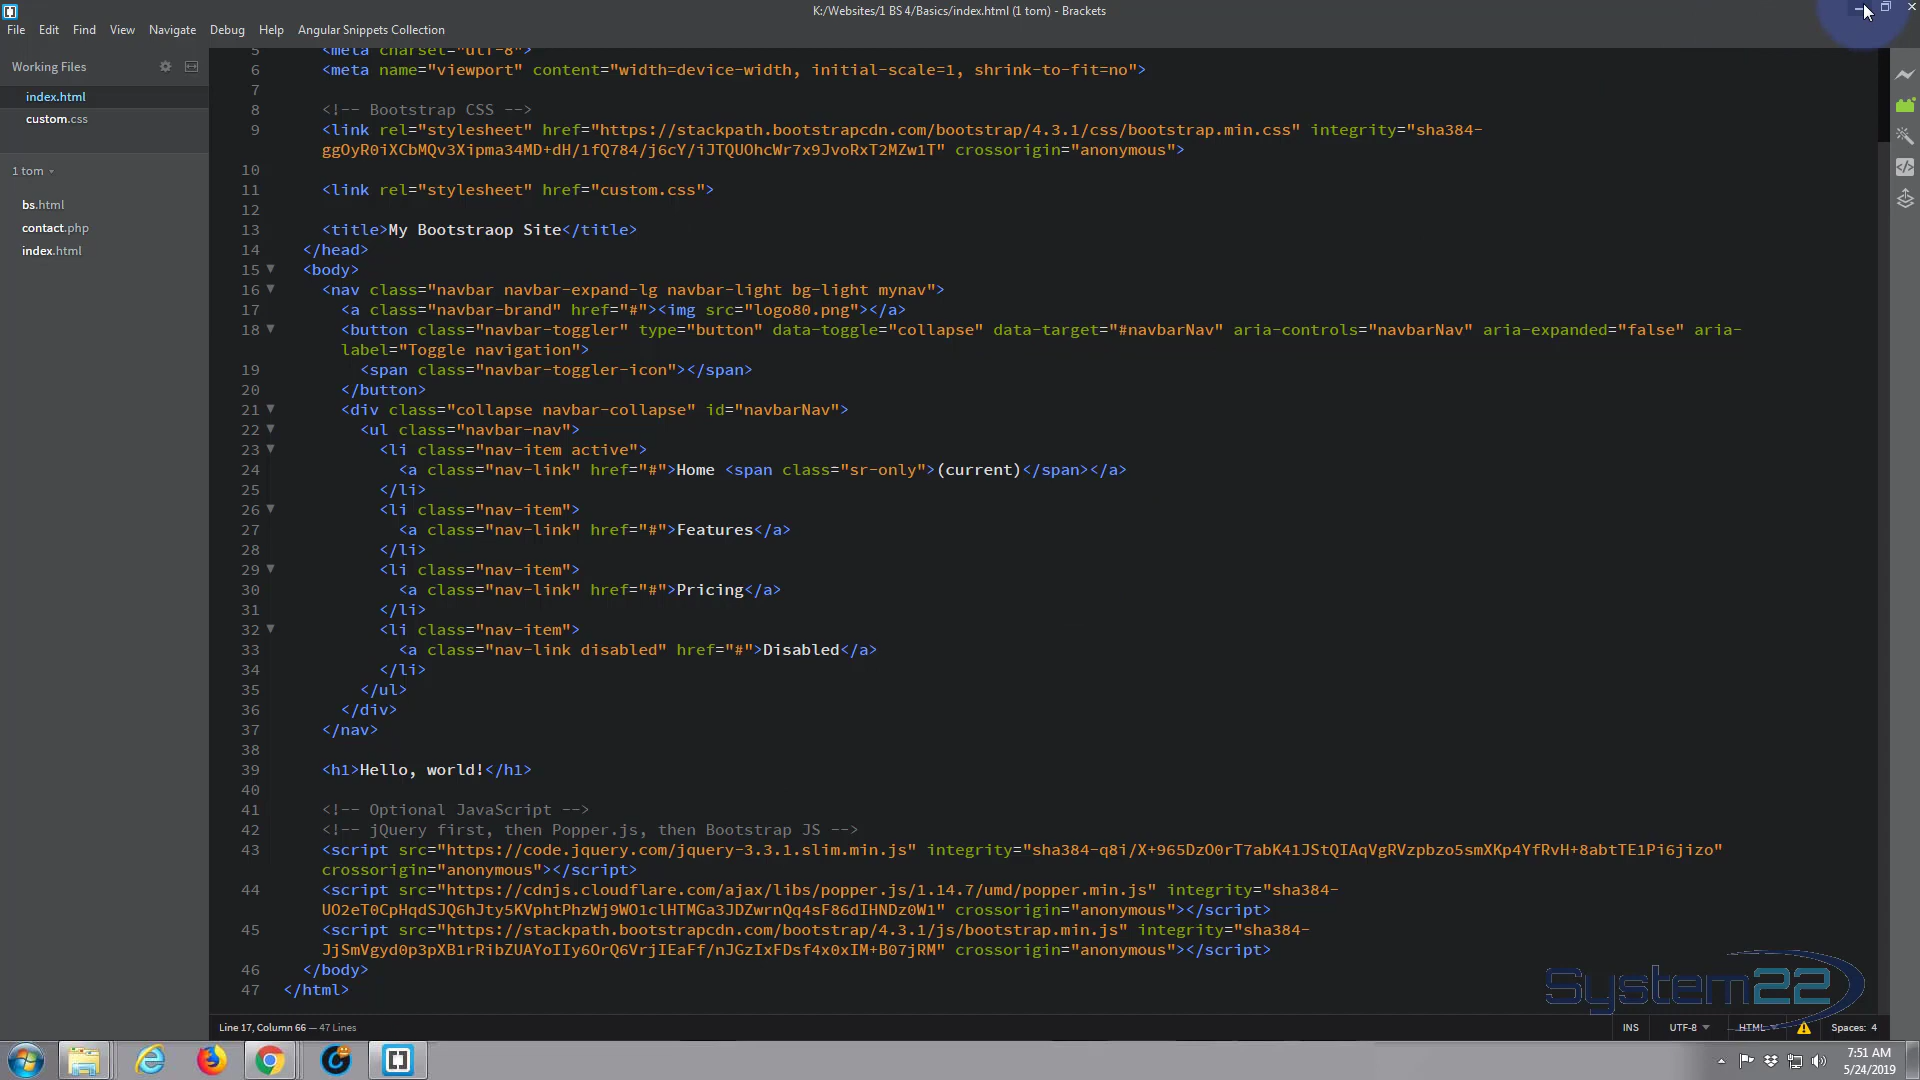 K:/Websites/1 BS 4/Basics/index.html (1 tom) - Brackets
File Edit Find View Navigate Debug Help Angular Snippets Collection
Working Files
index.html
custom.css
1 tom
bs.html
contact.php
index.html
5 <meta charset="utf-8">
6 <meta name="viewport" content="width=device-width, initial-scale=1, shrink-to-fit=no">
7
8 <!-- Bootstrap CSS -->
9 <link rel="stylesheet" href="https://stackpath.bootstrapcdn.com/bootstrap/4.3.1/css/bootstrap.min.css" integrity="sha384-
ggOyR0iXCbMQv3Xipma34MD+dH/1fQ784/j6cY/iJTQUOhcWr7x9JvoRxT2MZw1T" crossorigin="anonymous">
10
11 <link rel="stylesheet" href="custom.css">
12
13 <title>My Bootstraop Site</title>
14 </head>
15 <body>
16 <nav class="navbar navbar-expand-lg navbar-light bg-light mynav">
17 <a class="navbar-brand" href="#"><img src="logo80.png"></a>
18 <button class="navbar-toggler" type="button" data-toggle="collapse" data-target="#navbarNav" aria-controls="navbarNav" aria-expanded="false" aria-
label="Toggle navigation">
19 <span class="navbar-toggler-icon"></span>
20 </button>
21 <div class="collapse navbar-collapse" id="navbarNav">
22 <ul class="navbar-nav">
23 <li class="nav-item active">
24 <a class="nav-link" href="#">Home <span class="sr-only">(current)</span></a>
25 </li>
26 <li class="nav-item">
27 <a class="nav-link" href="#">Features</a>
28 </li>
29 <li class="nav-item">
30 <a class="nav-link" href="#">Pricing</a>
31 </li>
32 <li class="nav-item">
33 <a class="nav-link disabled" href="#">Disabled</a>
34 </li>
35 </ul>
36 </div>
37 </nav>
38
39 <h1>Hello, world!</h1>
40
41 <!-- Optional JavaScript -->
42 <!-- jQuery first, then Popper.js, then Bootstrap JS -->
43 <script src="https://code.jquery.com/jquery-3.3.1.slim.min.js" integrity="sha384-q8i/X+965DzO0rT7abK41JStQIAqVgRVzpbzo5smXKp4YfRvH+8abtTE1Pi6jizo"
crossorigin="anonymous"></script>
44 <script src="https://cdnjs.cloudflare.com/ajax/libs/popper.js/1.14.7/umd/popper.min.js" integrity="sha384-
UO2eT0CpHqdSJQ6hJty5KVphtPhzWj9WO1clHTMGa3JDZwrnQq4sF86dIHNDz0W1" crossorigin="anonymous"></script>
45 <script src="https://stackpath.bootstrapcdn.com/bootstrap/4.3.1/js/bootstrap.min.js" integrity="sha384-
JjSmVgyd0p3pXB1rRibZUAYoIIy6OrQ6VrjIEaFf/nJGzIxFDsf4x0xIM+B07jRM" crossorigin="anonymous"></script>
46 </body>
47 </html>
System22
Line 17, Column 66 — 47 Lines
INS UTF-8 HTML Spaces: 4
7:51 AM
5/24/2019